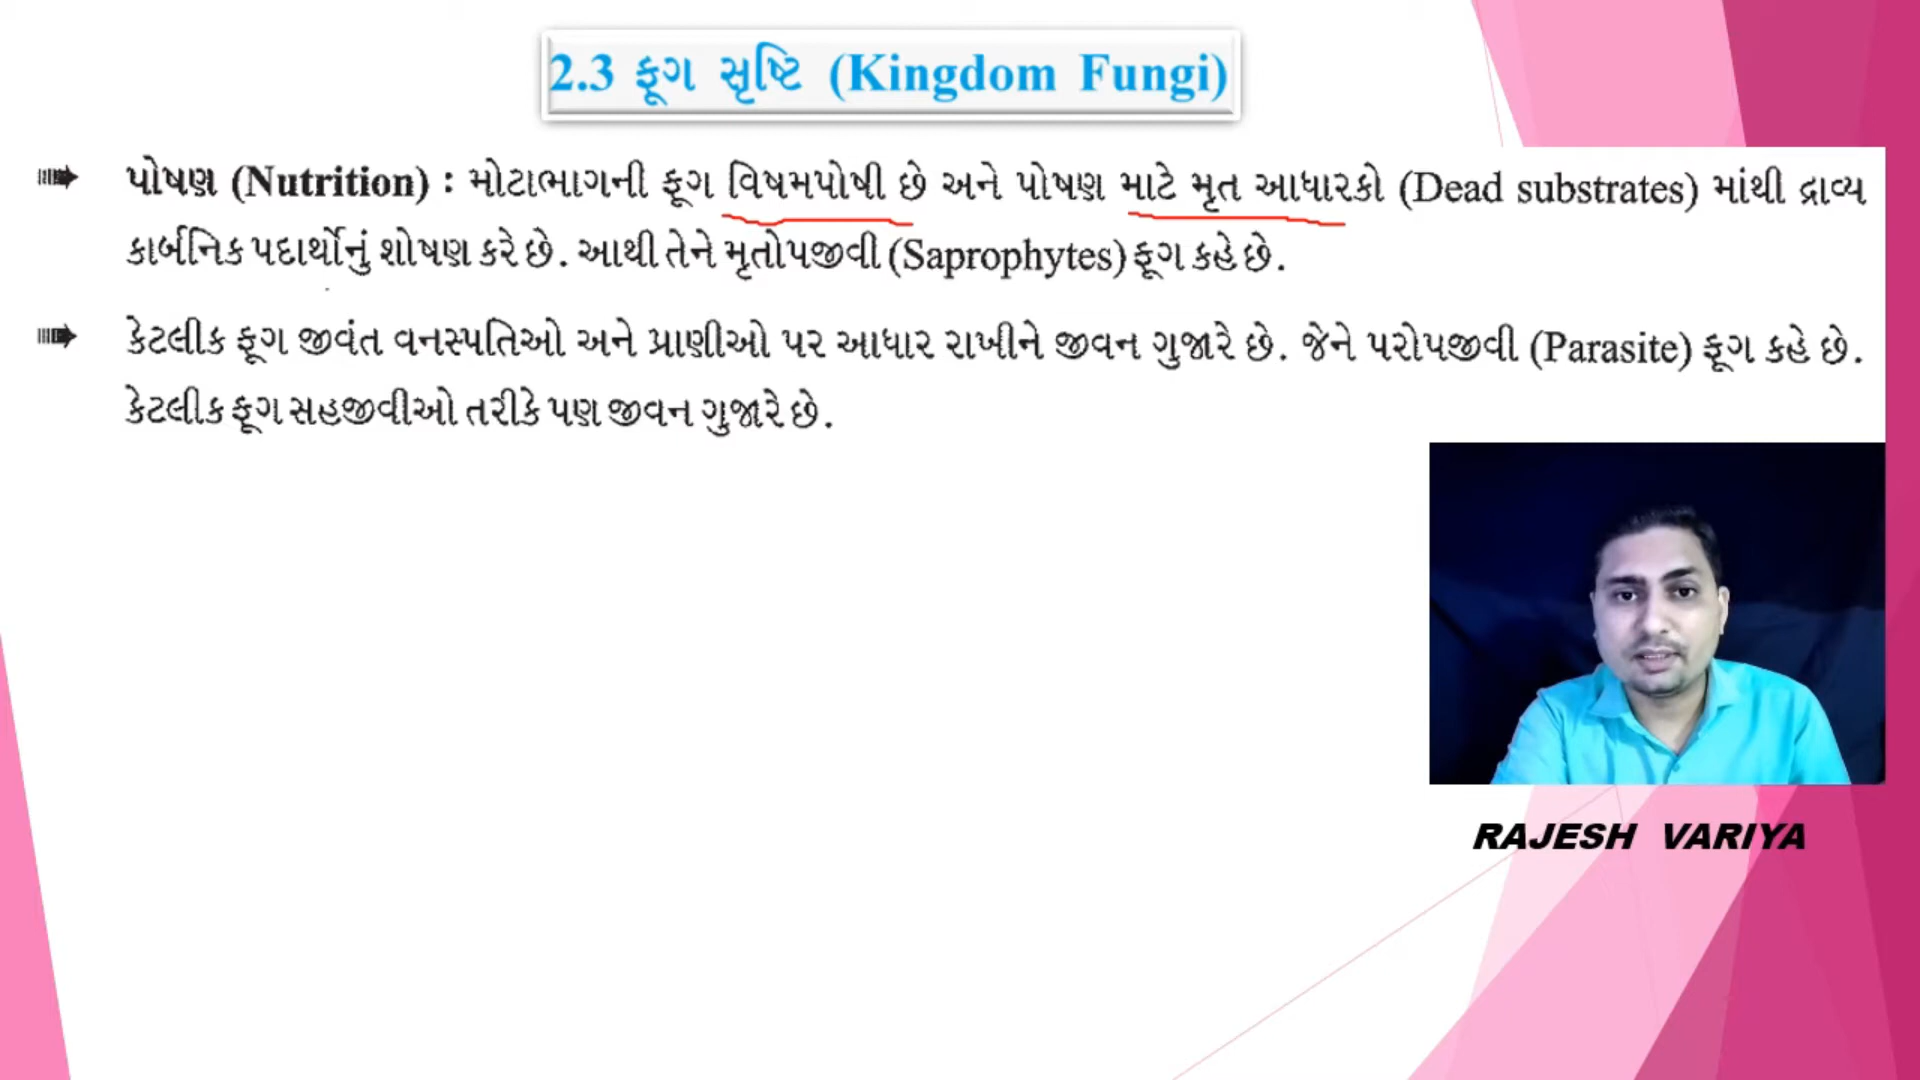 2.3 ફૂગ સૃષ્ટિ (Kingdom Fungi)
પોષણ (Nutrition) : મોટાભાગની ફૂગ વિષમપોષી છે અને પોષણ માટે મૃત આધારકો (Dead substrates) માંથી દ્રાવ્ય
કાર્બનિક પદાર્થોનું શોષણ કરે છે. આથી તેને મૃતોપજીવી (Saprophytes) ફૂગ કહે છે.
કેટલીક ફૂગ જીવંત વનસ્પતિઓ અને પ્રાણીઓ પર આધાર રાખીને જીવન ગુજારે છે. જેને પરોપજીવી (Parasite) ફૂગ કહે છે.
કેટલીક ફૂગ સહજીવીઓ તરીકે પણ જીવન ગુજારે છે.
RAJESH VARIYA